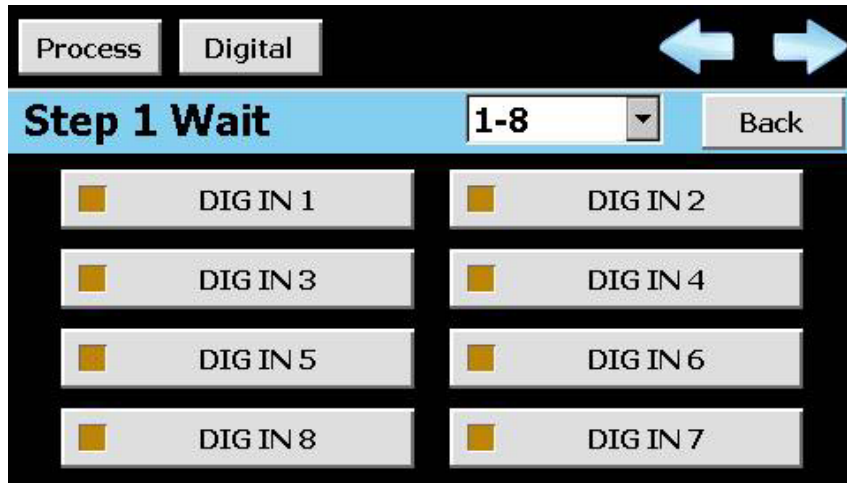 Process Digital
Step 1 Wait 1-8 Back
DIG IN 1 DIG IN 2
DIG IN 3 DIG IN 4
DIG IN 5 DIG IN 6
DIG IN 8 DIG IN 7